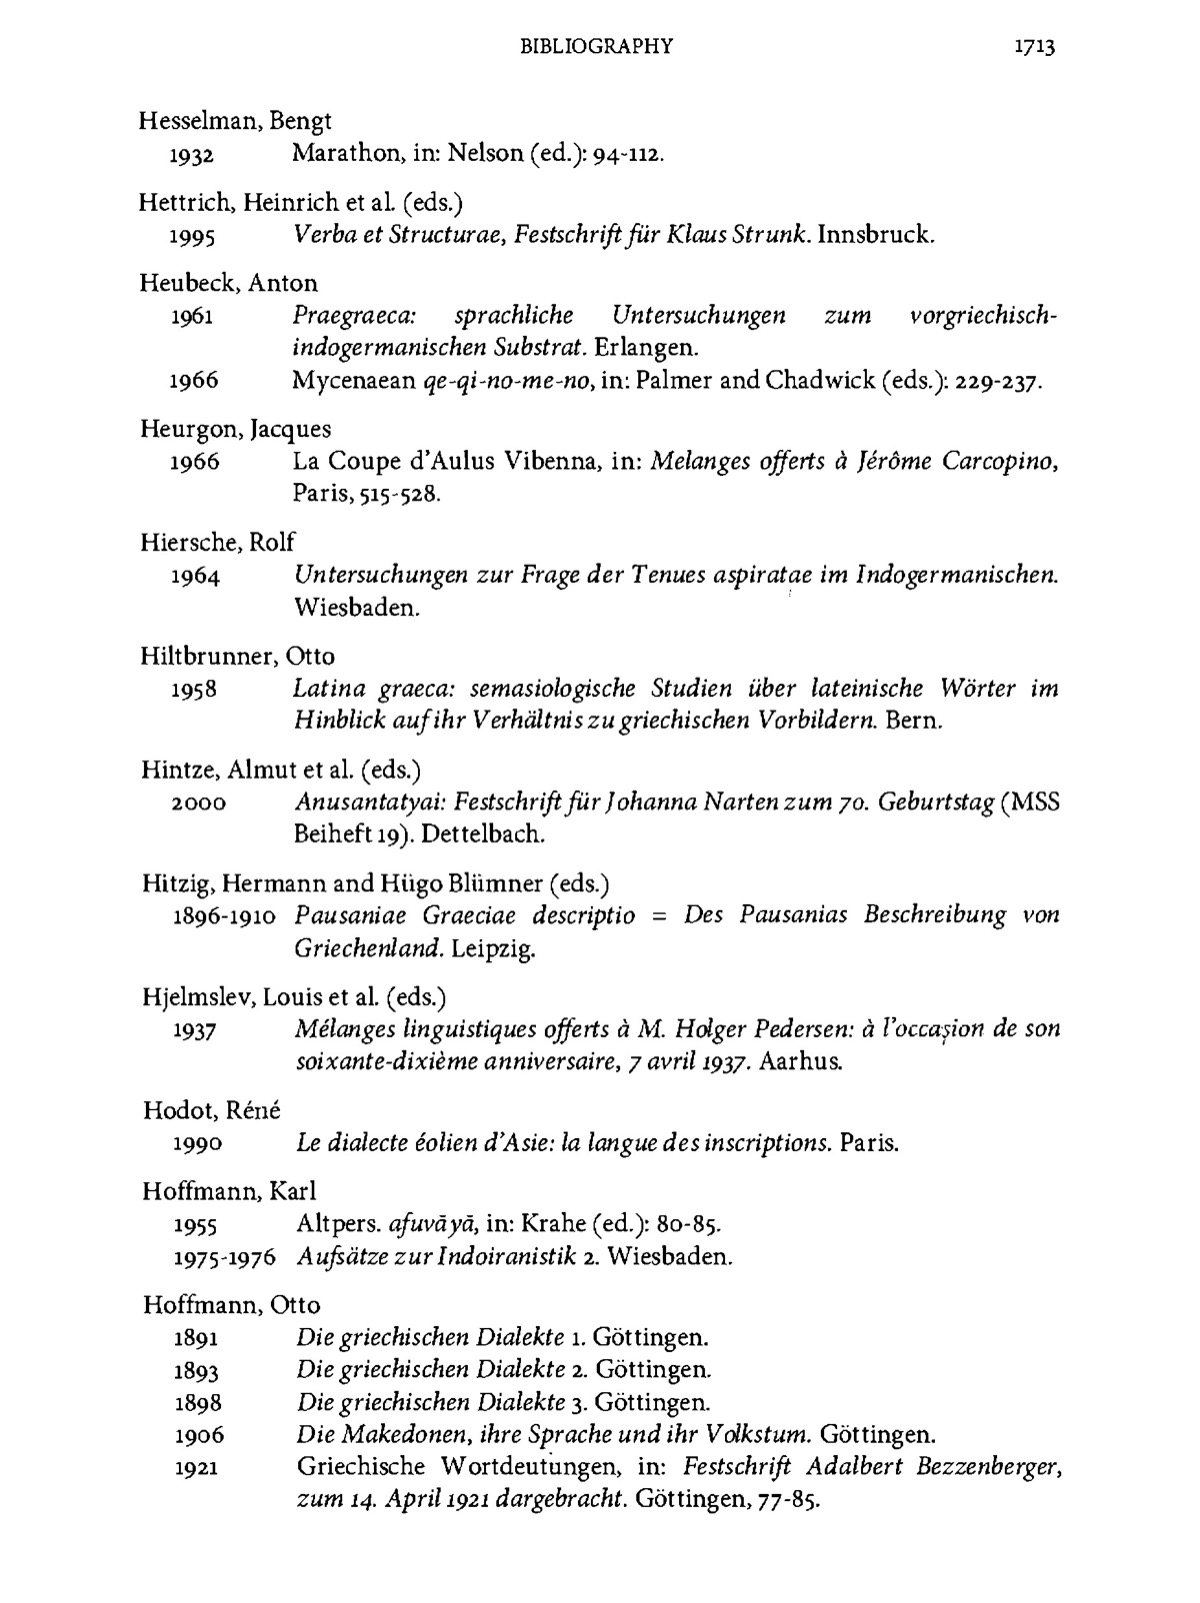 BIBLIOGRAPHY 1713
Hesselman, Bengt
1932 Marathon, in: Nelson (ed.): 94-112.
Hettrich, Heinrich et al. (eds.)
1995 Verba et Structurae, Festschrift für Klaus Strunk. Innsbruck.
Heubeck, Anton
1961 Praegraeca: sprachliche Untersuchungen zum vorgriechisch-
indogermanischen Substrat. Erlangen.
1966 Mycenaean qe-qi-no-me-no, in: Palmer and Chadwick (eds.): 229-237.
Heurgon, Jacques
1966 La Coupe d'Aulus Vibenna, in: Melanges offerts à Jérôme Carcopino,
Paris, 515-528.
Hiersche, Rolf
1964 Untersuchungen zur Frage der Tenues aspiratae im Indogermanischen.
Wiesbaden.
Hiltbrunner, Otto
1958 Latina graeca: semasiologische Studien über lateinische Wörter im
Hinblick auf ihr Verhältnis zu griechischen Vorbildern. Bern.
Hintze, Almut et al. (eds.)
2000 Anusantatyai: Festschrift für Johanna Narten zum 70. Geburtstag (MSS
Beiheft 19). Dettelbach.
Hitzig, Hermann and Hügo Blümner (eds.)
1896-1910 Pausaniae Graeciae descriptio = Des Pausanias Beschreibung von
Griechenland. Leipzig.
Hjelmslev, Louis et al. (eds.)
1937 Mélanges linguistiques offerts à M. Holger Pedersen: à l'occasion de son
soixante-dixième anniversaire, 7 avril 1937. Aarhus.
Hodot, Réné
1990 Le dialecte éolien d'Asie: la langue des inscriptions. Paris.
Hoffmann, Karl
1955 Altpers. afuvāyā, in: Krahe (ed.): 80-85.
1975-1976 Aufsätze zur Indoiranistik 2. Wiesbaden.
Hoffmann, Otto
1891 Die griechischen Dialekte 1. Göttingen.
1893 Die griechischen Dialekte 2. Göttingen.
1898 Die griechischen Dialekte 3. Göttingen.
1906 Die Makedonen, ihre Sprache und ihr Volkstum. Göttingen.
1921 Griechische Wortdeutungen, in: Festschrift Adalbert Bezzenberger,
zum 14. April 1921 dargebracht. Göttingen, 77-85.